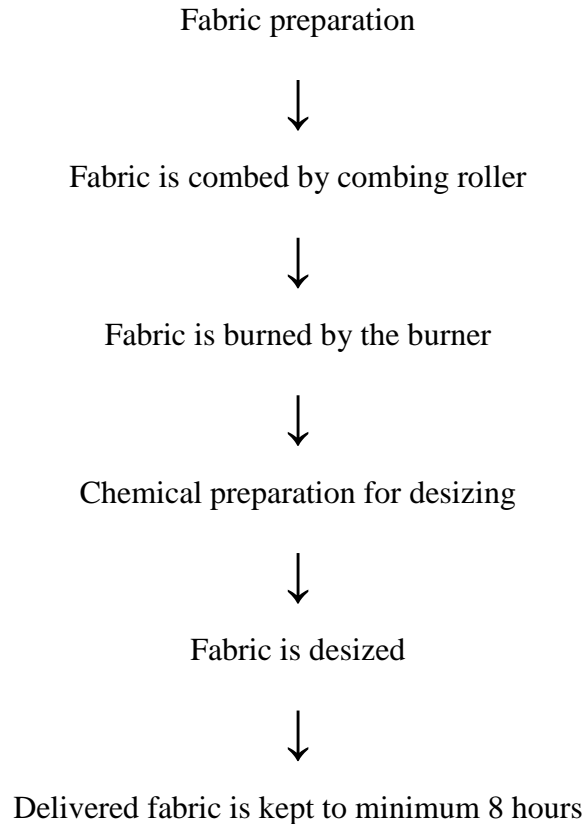 Fabric preparation
Fabric is combed by combing roller
Fabric is burned by the burner
Chemical preparation for desizing
Fabric is desized
Delivered fabric is kept to minimum 8 hours